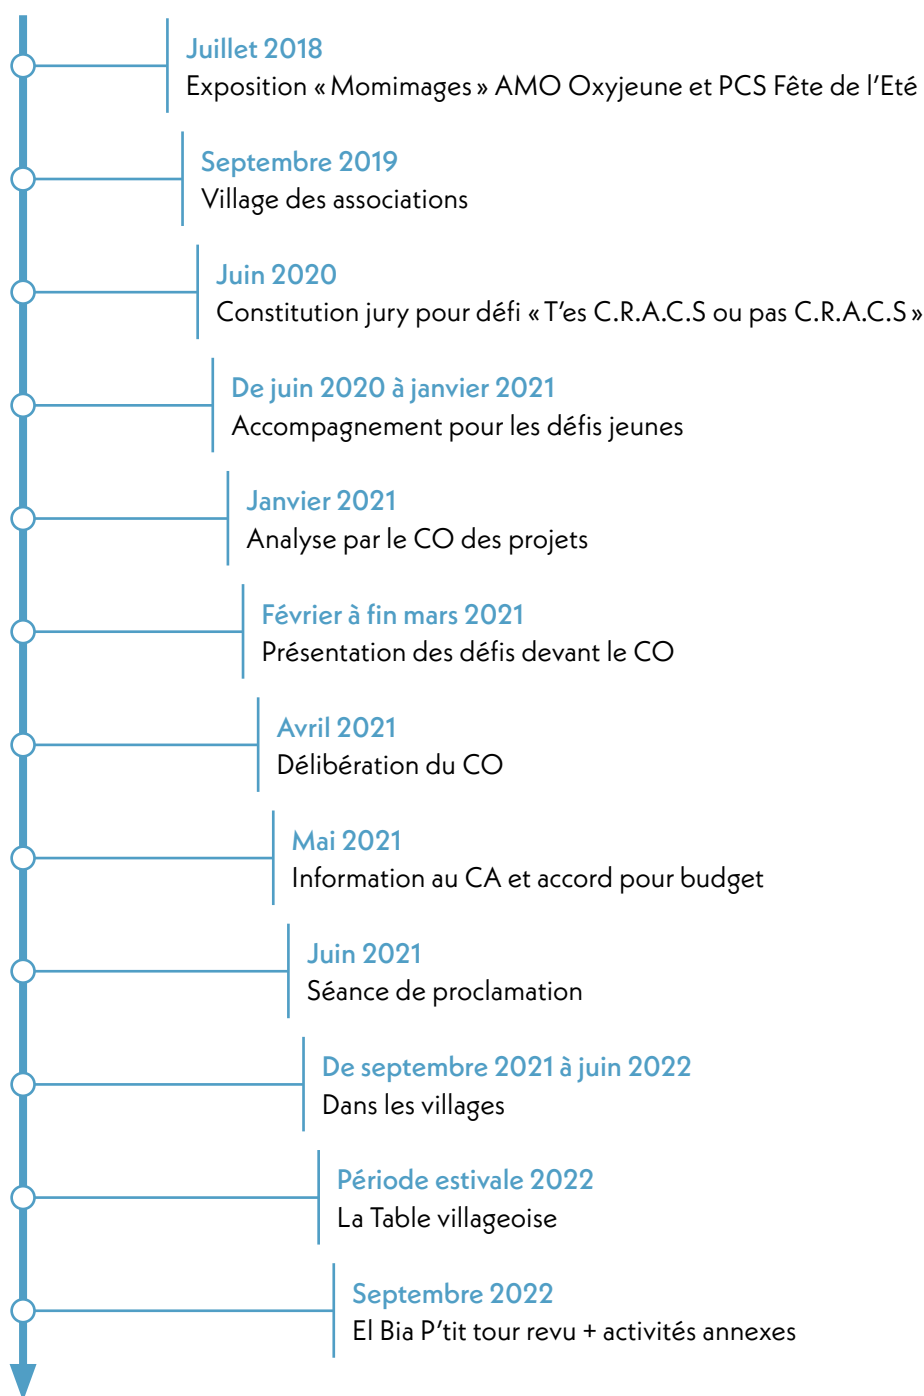 Juillet 2018
Exposition « Momimages » AMO Oxyjeune et PCS Fête de l'Eté
Septembre 2019
Village des associations
Juin 2020
Constitution jury pour défi « T'es C.R.A.C.S ou pas C.R.A.C.S »
De juin 2020 à janvier 2021
Accompagnement pour les défis jeunes
Janvier 2021
Analyse par le CO des projets
Février à fin mars 2021
Présentation des défis devant le CO
Avril 2021
Délibération du CO
Mai 2021
Information au CA et accord pour budget
Juin 2021
Séance de proclamation
De septembre 2021 à juin 2022
Dans les villages
Période estivale 2022
La Table villageoise
Septembre 2022
El Bia P'tit tour revu + activités annexes